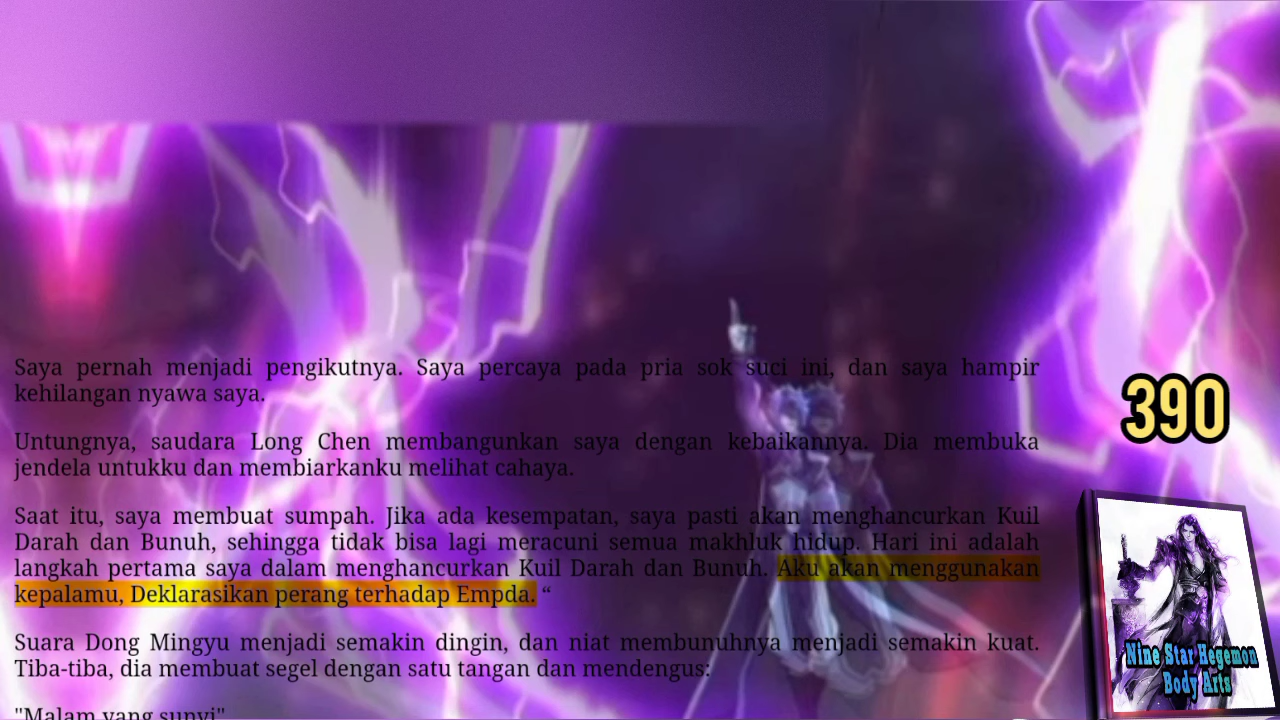 Saya pernah menjadi pengikutnya. Saya percaya pada pria sok suci ini, dan saya hampir
kehilangan nyawa saya.
Untungnya, saudara Long Chen membangunkan saya dengan kebaikannya. Dia membuka
jendela untukku dan membiarkanku melihat cahaya.
Saat itu, saya membuat sumpah. Jika ada kesempatan, saya pasti akan menghancurkan Kuil
Darah dan Bunuh, sehingga tidak bisa lagi meracuni semua makhluk hidup. Hari ini adalah
langkah pertama saya dalam menghancurkan Kuil Darah dan Bunuh. Aku akan menggunakan
kepalamu, Deklarasikan perang terhadap Empda. “
Suara Dong Mingyu menjadi semakin dingin, dan niat membunuhnya menjadi semakin kuat.
Tiba-tiba, dia membuat segel dengan satu tangan dan mendengus:
"Malam yang sunyi"
390
Nine Star Hegemon
Body Arts